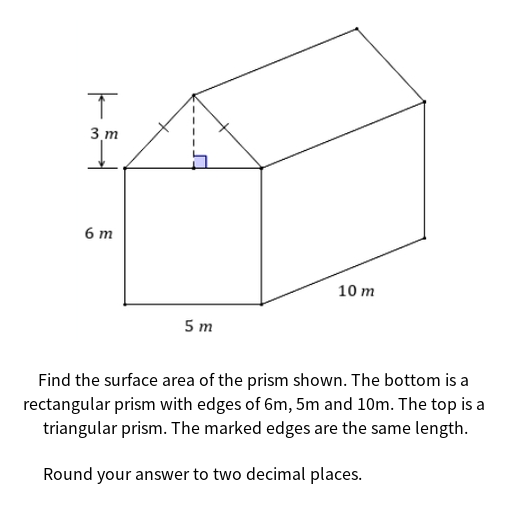 3 m
6 m
10 m
5 m
Find the surface area of the prism shown. The bottom is a
rectangular prism with edges of 6m, 5m and 10m. The top is a
triangular prism. The marked edges are the same length.
Round your answer to two decimal places.